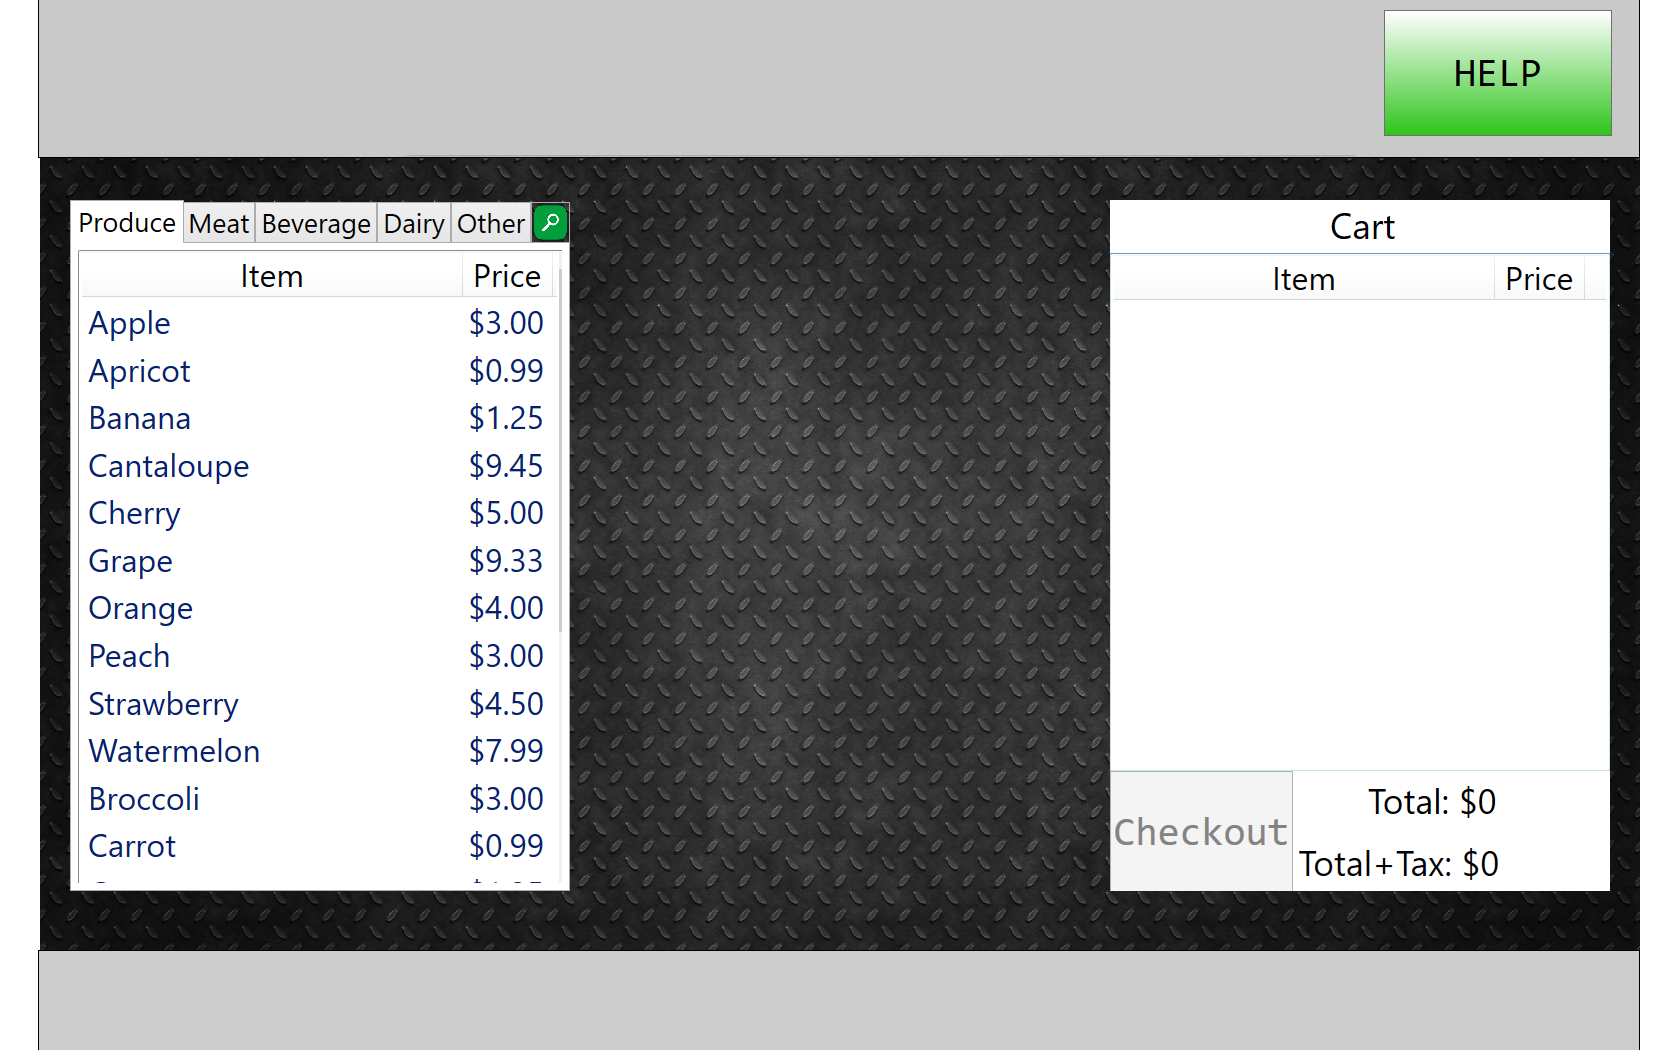 HELP
Produce Meat Beverage Dairy Other
Item Price
Apple $3.00
Apricot $0.99
Banana $1.25
Cantaloupe $9.45
Cherry $5.00
Grape $9.33
Orange $4.00
Peach $3.00
Strawberry $4.50
Watermelon $7.99
Broccoli $3.00
Carrot $0.99
Cart
Item Price
Checkout
Total: $0
Total+Tax: $0